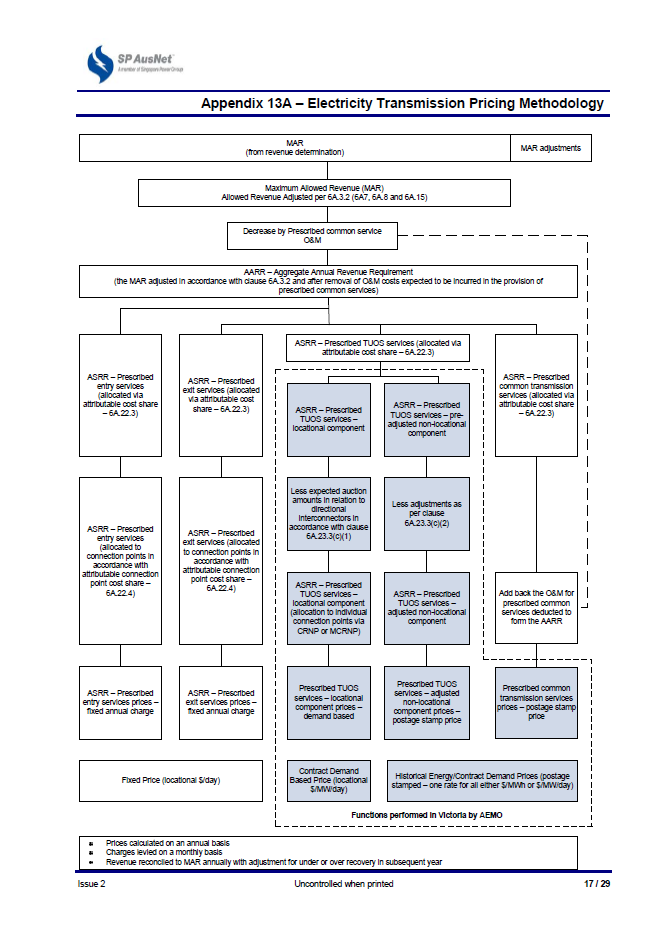 SP AusNet™
A member of Singapore Power Group
Appendix 13A – Electricity Transmission Pricing Methodology
MAR
(from revenue determination)
MAR adjustments
Maximum Allowed Revenue (MAR)
Allowed Revenue Adjusted per 6A.3.2 (6A7, 6A.8 and 6A.15)
Decrease by Prescribed common service
O&M
AARR – Aggregate Annual Revenue Requirement
(the MAR adjusted in accordance with clause 6A.3.2 and after removal of O&M costs expected to be incurred in the provision of
prescribed common services)
ASRR – Prescribed
entry services
(allocated via
attributable cost share
– 6A.22.3)
ASRR – Prescribed
exit services (allocated
via attributable cost
share – 6A.22.3)
ASRR – Prescribed TUOS services (allocated via
attributable cost share – 6A.22.3)
ASRR – Prescribed
common transmission
services (allocated via
attributable cost share
– 6A.22.3)
ASRR – Prescribed
TUOS services –
locational component
ASRR – Prescribed
TUOS services – pre-
adjusted non-locational
component
Less expected auction
amounts in relation to
directional
interconnectors in
accordance with clause
6A.23.3(c)(1)
Less adjustments as
per clause
6A.23.3(c)(2)
ASRR – Prescribed
entry services
(allocated to
connection points in
accordance with
attributable connection
point cost share –
6A.22.4)
ASRR – Prescribed
exit services (allocated
to connection points in
accordance with
attributable connection
point cost share –
6A.22.4)
ASRR – Prescribed
TUOS services –
locational component
(allocation to individual
connection points via
CRNP or MCRNP)
ASRR – Prescribed
TUOS services –
adjusted non-locational
component
Add back the O&M for
prescribed common
services deducted to
form the AARR
ASRR – Prescribed
entry services prices –
fixed annual charge
ASRR – Prescribed
exit services prices –
fixed annual charge
Prescribed TUOS
services – locational
component prices –
demand based
Prescribed TUOS
services – adjusted
non-locational
component prices –
postage stamp price
Prescribed common
transmission services
prices – postage stamp
price
Fixed Price (locational $/day)
Contract Demand
Based Price (locational
$/MW/day)
Historical Energy/Contract Demand Prices (postage
stamped – one rate for all either $/MWh or $/MW/day)
Functions performed in Victoria by AEMO
* Prices calculated on an annual basis
* Charges levied on a monthly basis
* Revenue reconciled to MAR annually with adjustment for under or over recovery in subsequent year
Issue 2 Uncontrolled when printed 17 / 29